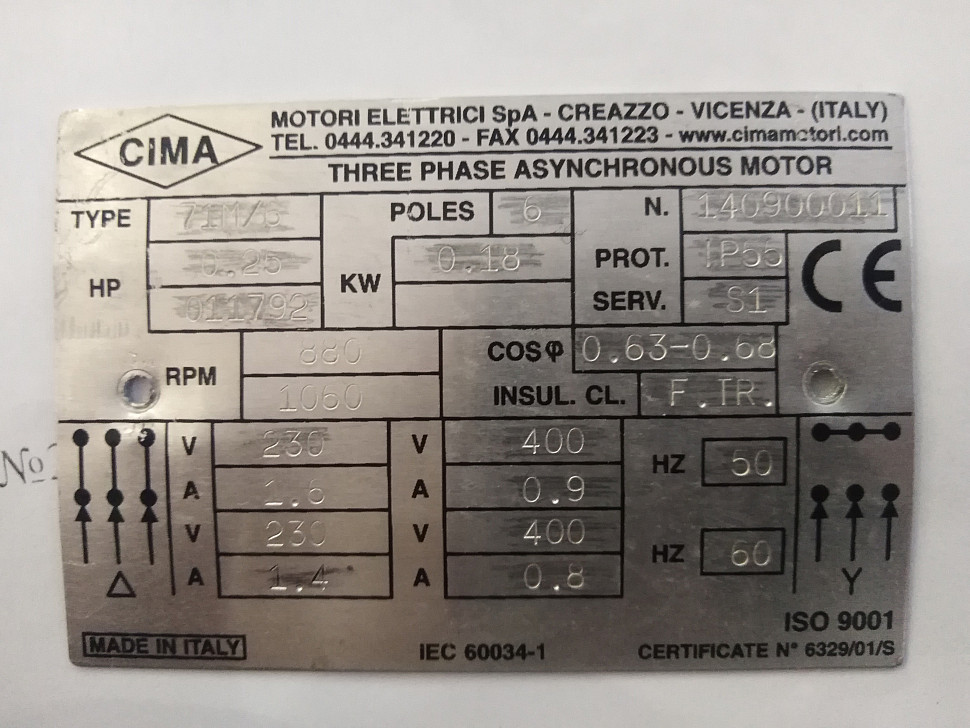 CIMA
MOTORI ELETTRICI SpA - CREAZZO - VICENZA - (ITALY)
TEL. 0444.341220 - FAX 0444.341223 - www.cimamotori.com
THREE PHASE ASYNCHRONOUS MOTOR
TYPE POLES 6 N. 140900011
HP 0.25 KW 0.18 PROT. IP55 CE
011792 SERV. S1
RPM 880 COSφ 0.63-0.68
1060 INSUL. CL. F.TR.
V 230 V 400 HZ 50
A 1.6 A 0.9
V 230 V 400 HZ 60
Δ A 1.4 A 0.8 Y
ISO 9001
MADE IN ITALY IEC 60034-1 CERTIFICATE N° 6329/01/S
No